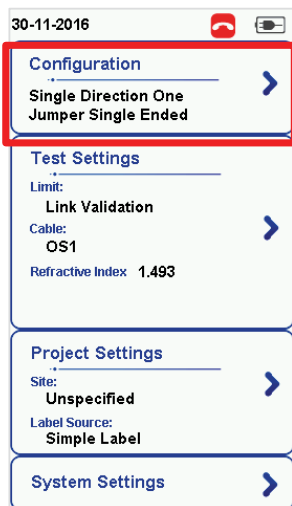 30-11-2016
Configuration
Single Direction One
Jumper Single Ended
Test Settings
Limit:
Link Validation
Cable:
OS1
Refractive Index 1.493
Project Settings
Site:
Unspecified
Label Source:
Simple Label
System Settings